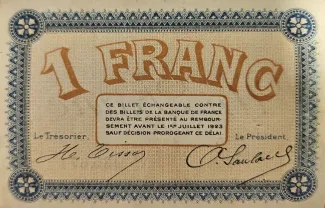 1 FRANC
CE BILLET ÉCHANGEABLE CONTRE
DES BILLETS DE LA BANQUE DE FRANCE
DEVRA ÊTRE PRÉSENTÉ AU REMBOUR-
SEMENT AVANT LE 1ER JUILLET 1923
SAUF DÉCISION PROROGEANT CE DÉLAI
Le Trésorier, Le Président,